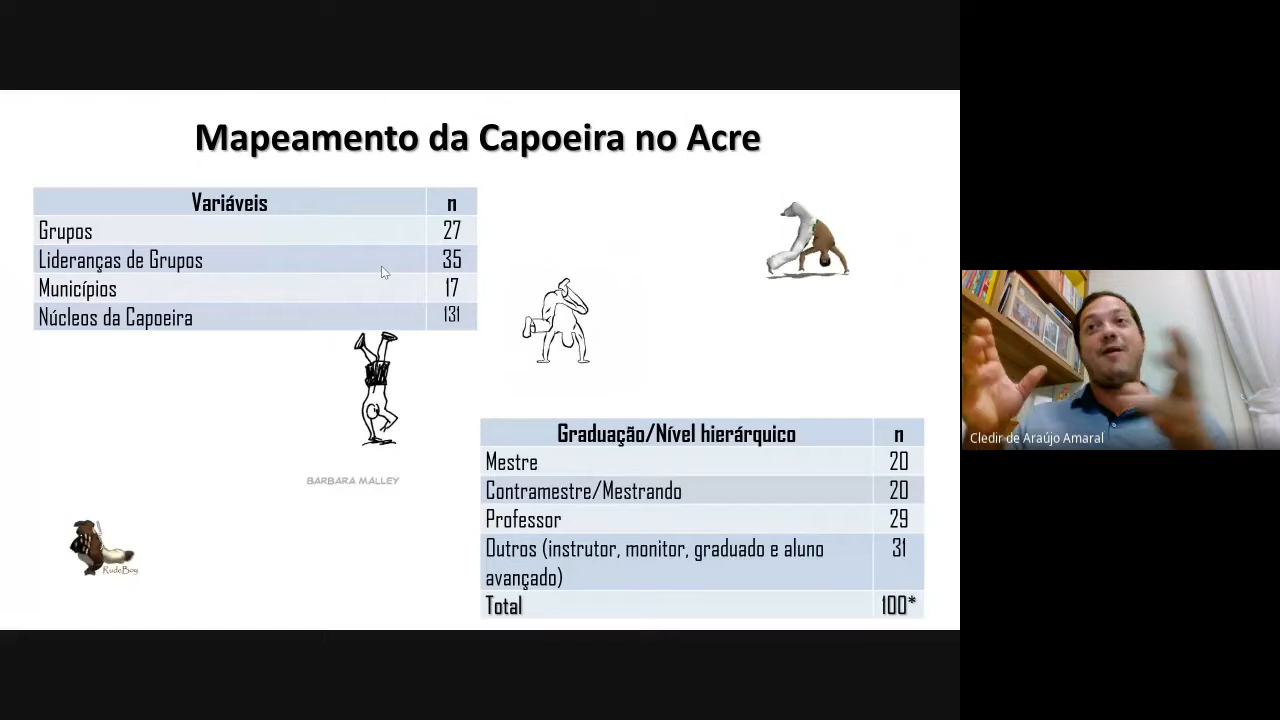 Mapeamento da Capoeira no Acre
Variáveis n
Grupos 27
Lideranças de Grupos 35
Municípios 17
Núcleos da Capoeira 131
BARBARA MALLEY
RudeBoy
Graduação/Nível hierárquico n
Mestre 20
Contramestre/Mestrando 20
Professor 29
Outros (instrutor, monitor, graduado e aluno 31
avançado)
Total 100*
Cledir de Araújo Amaral